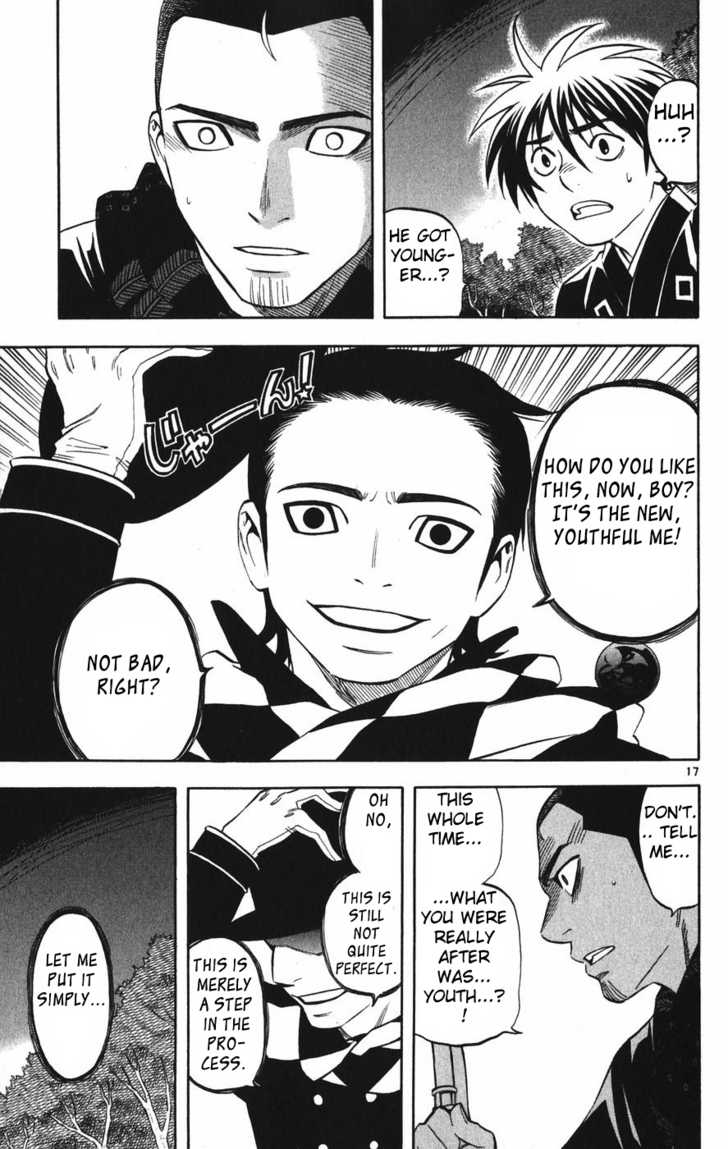 HUH
...?
HE GOT
YOUNG-
ER...?
HOW DO YOU LIKE
THIS, NOW, BOY?
IT'S THE NEW,
YOUTHFUL ME!
じゃーん!
NOT BAD,
RIGHT?
17
DON'T.
.. TELL
ME...
THIS
WHOLE
TIME...
...WHAT
YOU WERE
REALLY
AFTER
WAS...
YOUTH...?
!
OH
NO,
THIS IS
STILL
NOT
QUITE
PERFECT.
THIS IS
MERELY
A STEP
IN THE
PRO-
CESS.
LET ME
PUT IT
SIMPLY...